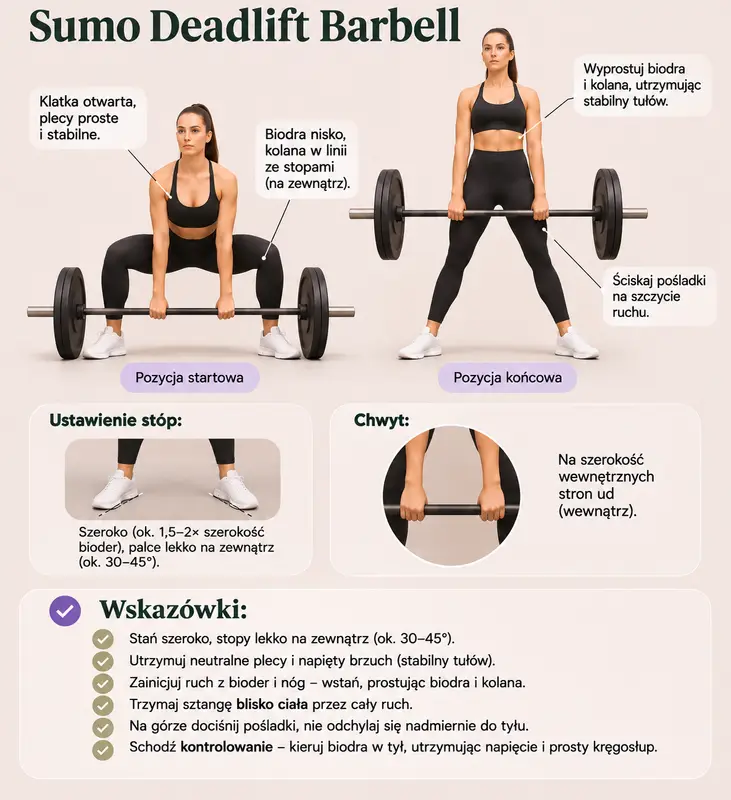 Sumo Deadlift Barbell
Klatka otwarta,
plecy proste
i stabilne.
Biodra nisko,
kolana w linii
ze stopami
(na zewnątrz).
Wyprostuj biodra
i kolana, utrzymując
stabilny tułów.
Ściskaj pośladki
na szczycie
ruchu.
Pozycja startowa
Pozycja końcowa
Ustawienie stóp:
Szeroko (ok. 1,5–2× szerokość
bioder), palce lekko na zewnątrz
(ok. 30–45°).
Chwyt:
Na szerokość
wewnętrznych
stron ud
(wewnątrz).
Wskazówki:
Stań szeroko, stopy lekko na zewnątrz (ok. 30–45°).
Utrzymuj neutralne plecy i napięty brzuch (stabilny tułów).
Zainicjuj ruch z bioder i nóg – wstań, prostując biodra i kolana.
Trzymaj sztangę blisko ciała przez cały ruch.
Na górze dociśnij pośladki, nie odchylaj się nadmiernie do tyłu.
Schodź kontrolowanie – kieruj biodra w tył, utrzymując napięcie i prosty kręgosłup.